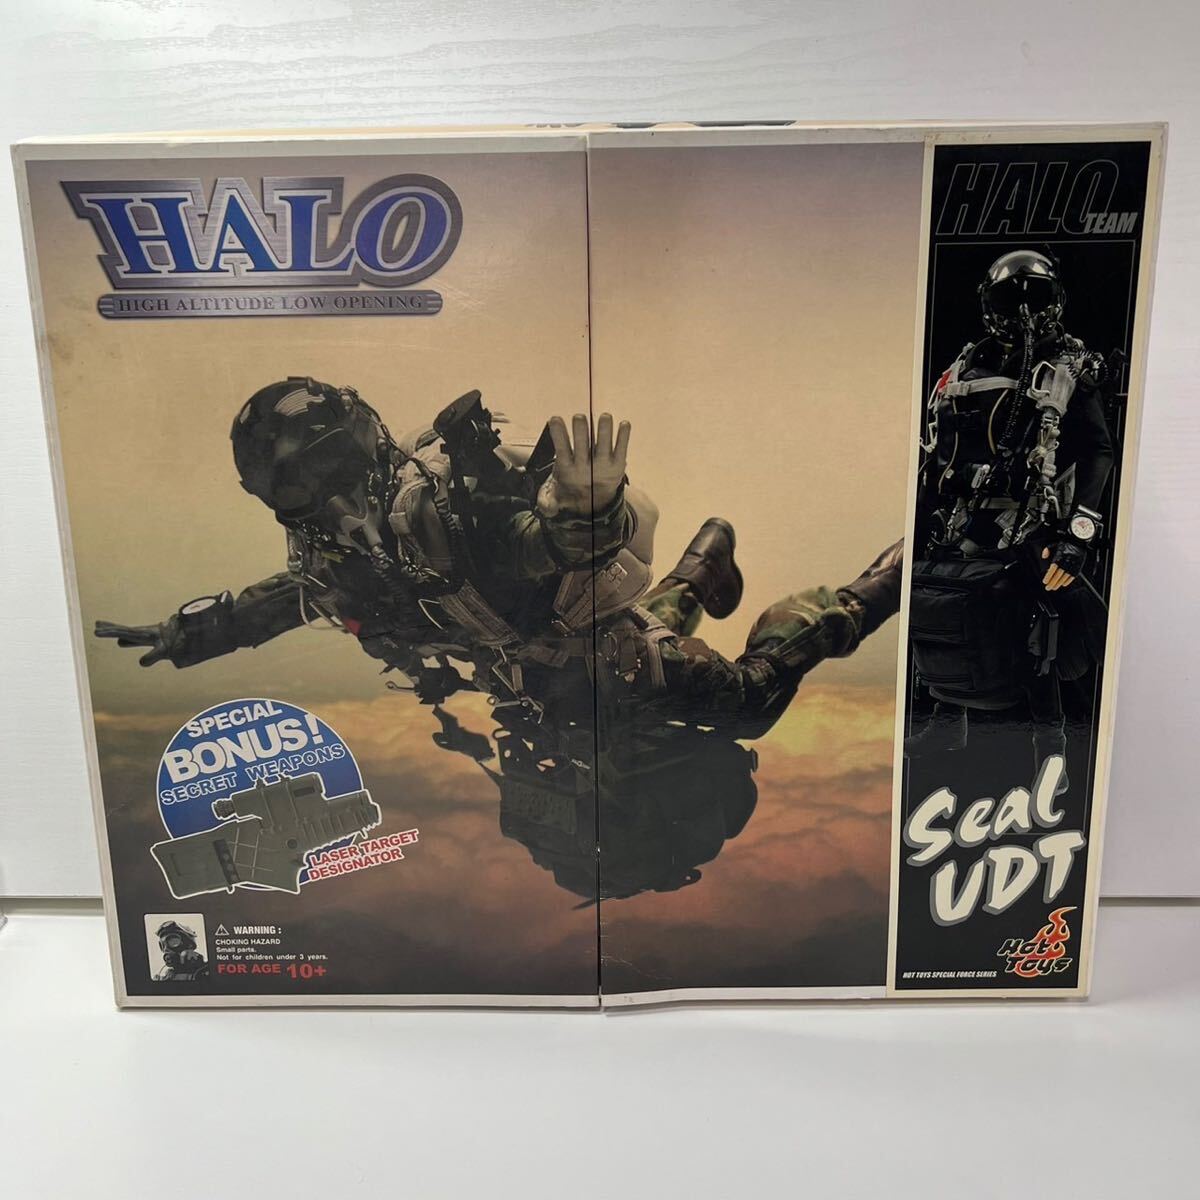 HALO
HIGH ALTITUDE LOW OPENING
HALO
TEAM
SPECIAL
BONUS!
SECRET WEAPONS
LASER TARGET
DESIGNATOR
Seal
UDT
WARNING :
CHOKING HAZARD
Small parts.
Not for children under 3 years.
FOR AGE 10+
Hot
Toys
HOT TOYS SPECIAL FORCE SERIES